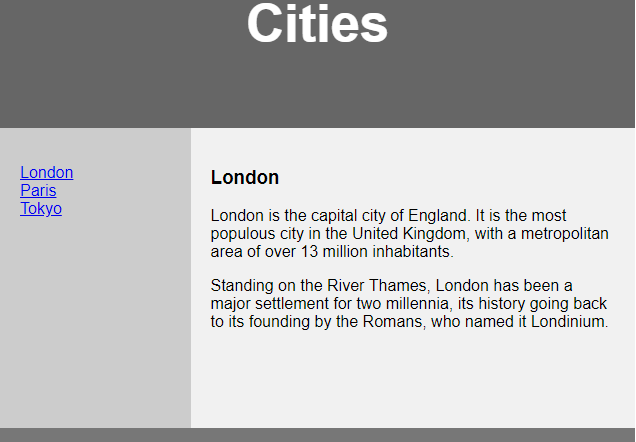 Cities
London
Paris
Tokyo
London
London is the capital city of England. It is the most
populous city in the United Kingdom, with a metropolitan
area of over 13 million inhabitants.
Standing on the River Thames, London has been a
major settlement for two millennia, its history going back
to its founding by the Romans, who named it Londinium.